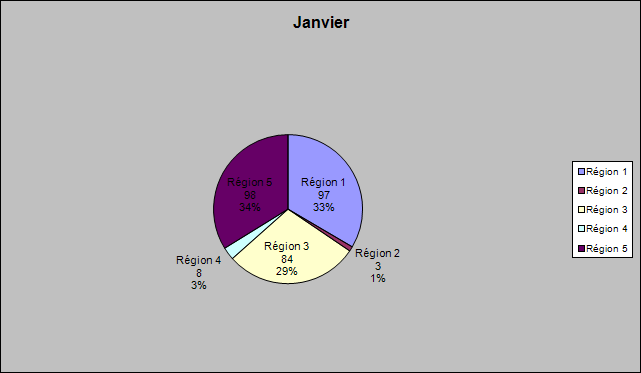 Janvier
Région 5
98
34%
Région 1
97
33%
Région 3
84
29%
Région 2
3
1%
Région 4
8
3%
Région 1
Région 2
Région 3
Région 4
Région 5